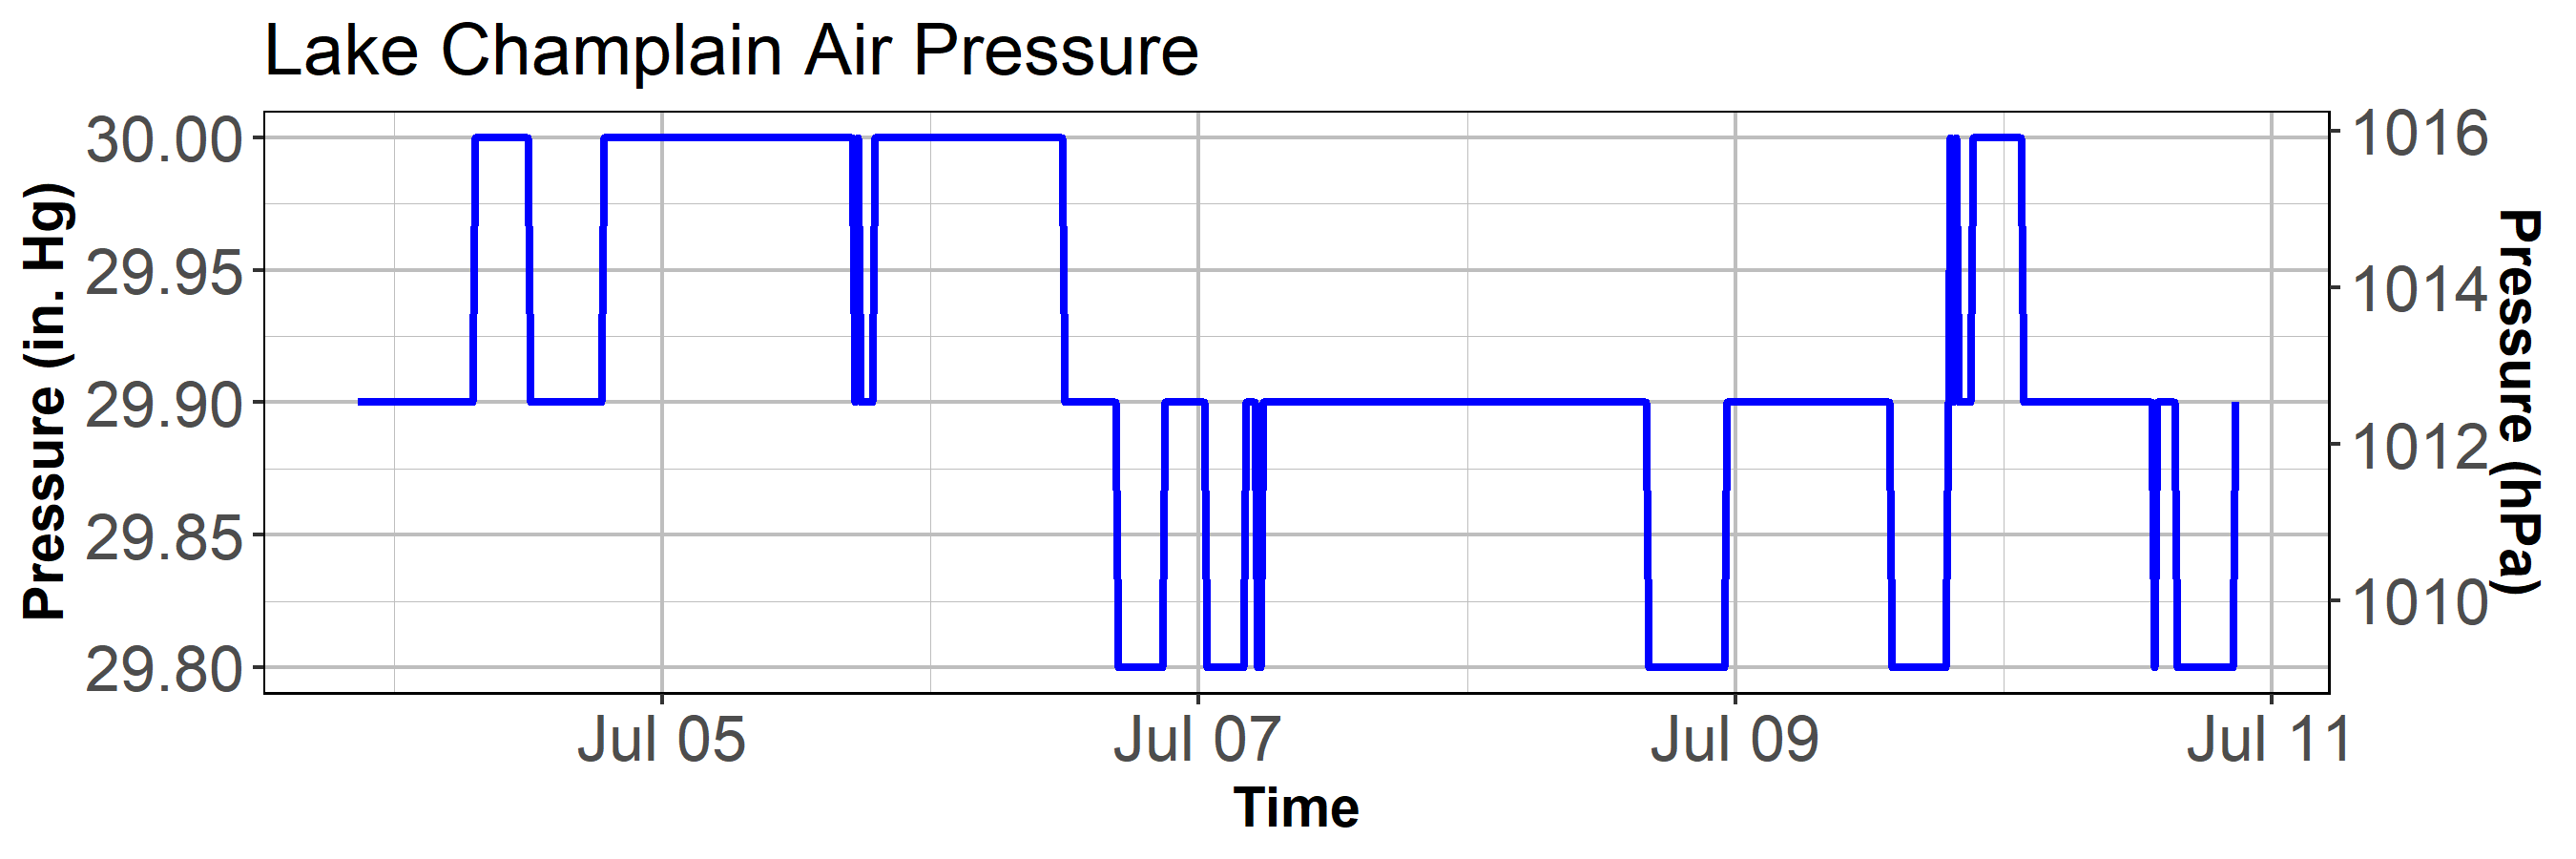 Lake Champlain Air Pressure
Pressure (in. Hg)
30.00
29.95
29.90
29.85
29.80
1016
1014
1012
1010
Pressure (hPa)
Jul 05 Jul 07 Jul 09 Jul 11
Time